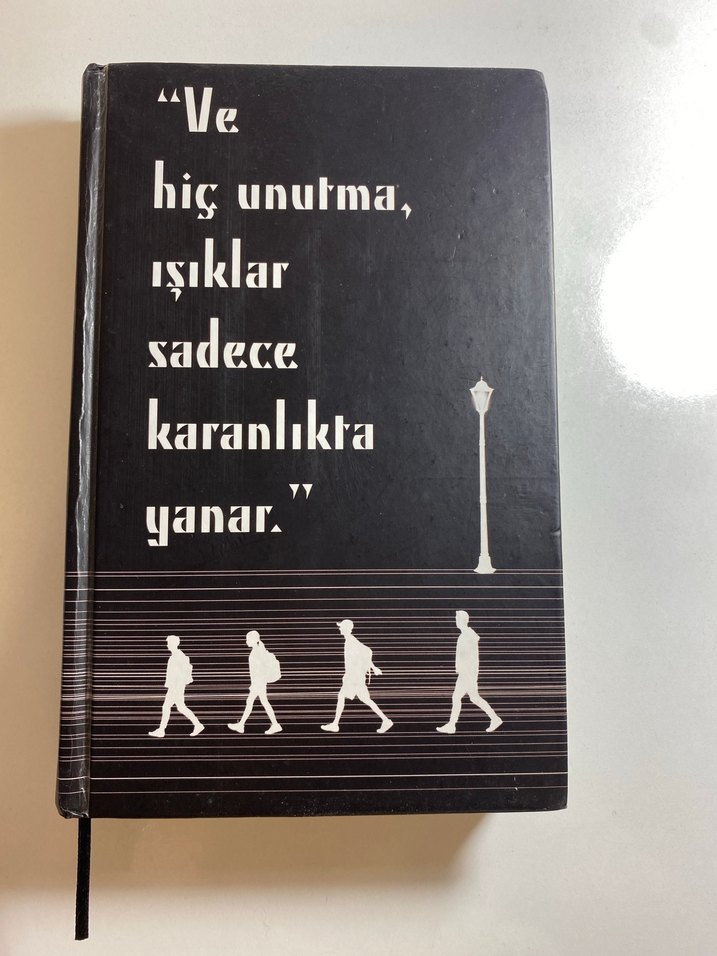 “Ve
hiç unutma,
ışıklar
sadece
karanlıkta
yanar.”